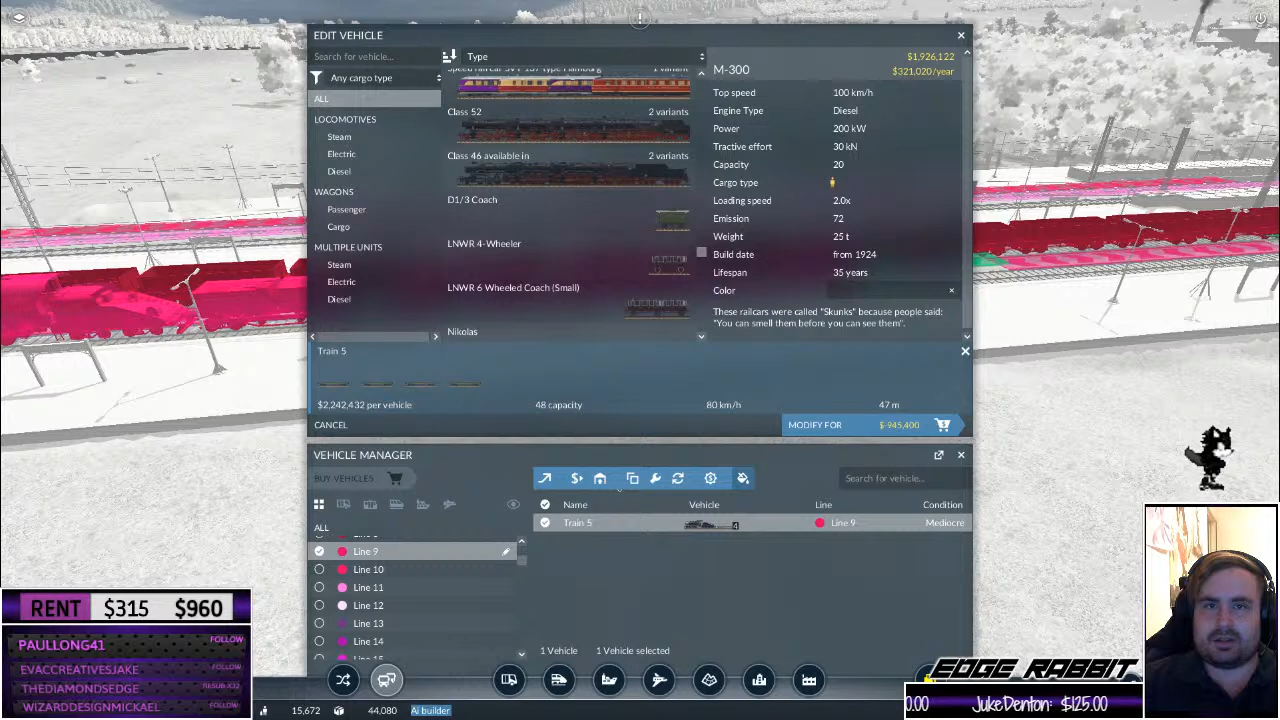 EDIT VEHICLE
Search for vehicle...
Type
Any cargo type
ALL
LOCOMOTIVES
Steam
Electric
Diesel
WAGONS
Passenger
Cargo
MULTIPLE UNITS
Steam
Electric
Diesel
1 variant
Class 52
2 variants
Class 46 available in
2 variants
D1/3 Coach
LNWR 4-Wheeler
LNWR 6 Wheeled Coach (Small)
Nikolas
$1,926,122
M-300
$321,020/year
Top speed 100 km/h
Engine Type Diesel
Power 200 kW
Tractive effort 30 kN
Capacity 20
Cargo type
Loading speed 2.0x
Emission 72
Weight 25 t
Build date from 1924
Lifespan 35 years
Color
These railcars were called "Skunks" because people said:
"You can smell them before you can see them".
Train 5
$2,242,432 per vehicle 48 capacity 80 km/h 47 m
CANCEL
MODIFY FOR $-945,400
VEHICLE MANAGER
BUY VEHICLES
Search for vehicle...
ALL
Line 9
Line 10
Line 11
Line 12
Line 13
Line 14
Name Vehicle Line Condition
Train 5 4 Line 9 Mediocre
1 Vehicle 1 Vehicle selected
15,672 44,080 Ai builder
RENT $315 $960
PAULLONG41 FOLLOW
EVACCREATIVESJAKE FOLLOW
THEDIAMONDSEDGE RESUB X32
WIZARDDESIGNMICKAEL FOLLOW
EDGE RABBIT
0.00 JukeDenton: $125.00